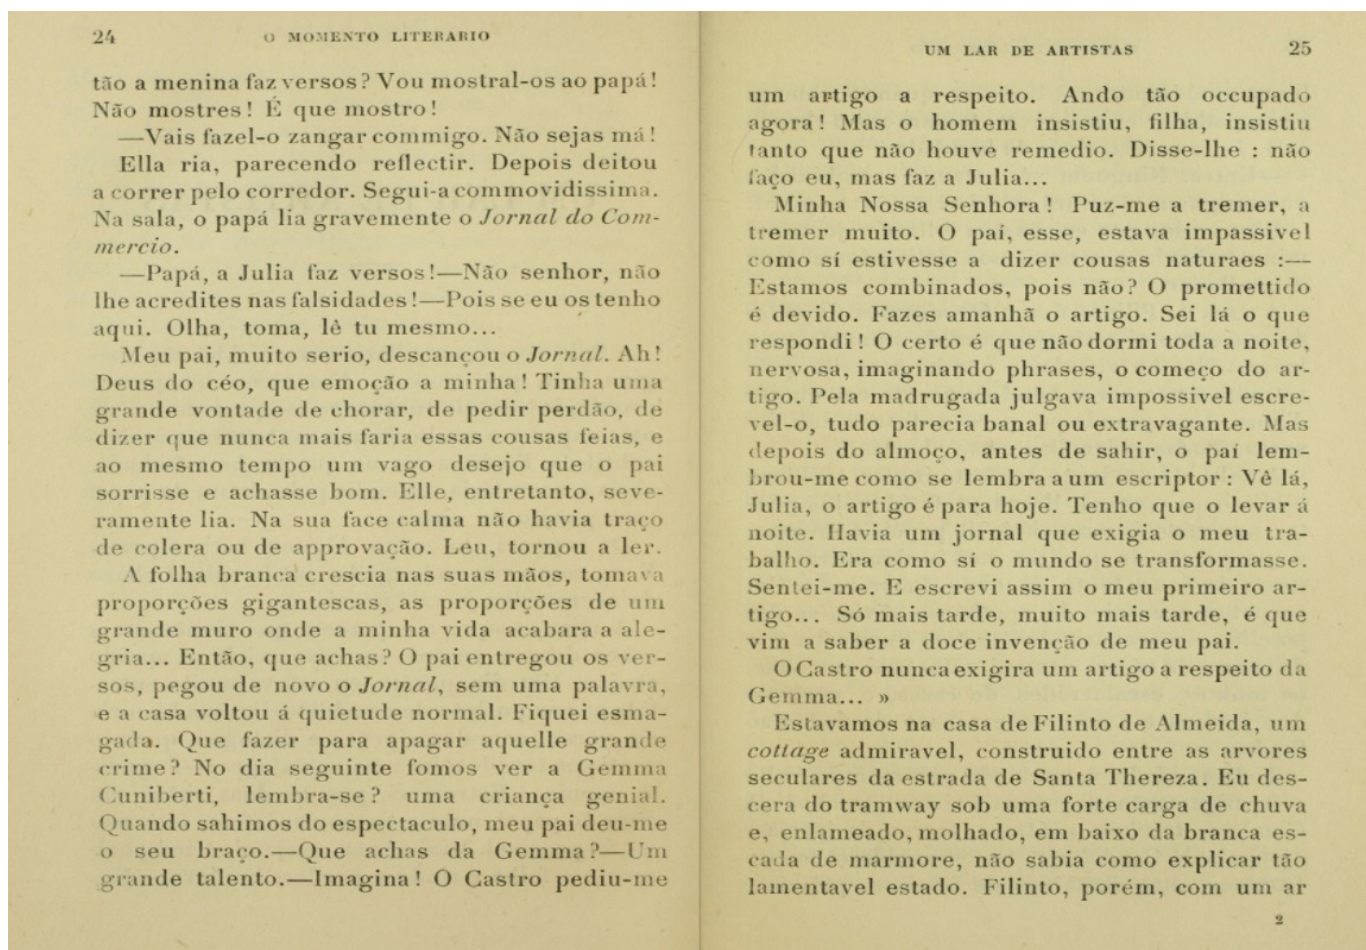 24
O MOMENTO LITERARIO
tão a menina faz versos? Vou mostral-os ao papá!
Não mostres! É que mostro!
—Vais fazel-o zangar commigo. Não sejas má!
Ella ria, parecendo reflectir. Depois deitou
a correr pelo corredor. Segui-a commovidissima.
Na sala, o papá lia gravemente o Jornal do Com-
mercio.
—Papá, a Julia faz versos!—Não senhor, não
lhe acredites nas falsidades!—Pois se eu os tenho
aqui. Olha, toma, lê tu mesmo...
Meu pai, muito serio, descançou o Jornal. Ah!
Deus do céo, que emoção a minha! Tinha uma
grande vontade de chorar, de pedir perdão, de
dizer que nunca mais faria essas cousas feias, e
ao mesmo tempo um vago desejo que o pai
sorrisse e achasse bom. Elle, entretanto, seve-
ramente lia. Na sua face calma não havia traço
de colera ou de approvação. Leu, tornou a ler.
A folha branca crescia nas suas mãos, tomava
proporções gigantescas, as proporções de um
grande muro onde a minha vida acabara a ale-
gria... Então, que achas? O pai entregou os ver-
sos, pegou de novo o Jornal, sem uma palavra,
e a casa voltou á quietude normal. Fiquei esma-
gada. Que fazer para apagar aquelle grande
crime? No dia seguinte fomos ver a Gemma
Cuniberti, lembra-se? uma criança genial.
Quando sahimos do espectaculo, meu pai deu-me
o seu braço.—Que achas da Gemma?—Um
grande talento.—Imagina! O Castro pediu-me
UM LAR DE ARTISTAS
25
um artigo a respeito. Ando tão occupado
agora! Mas o homem insistiu, filha, insistiu
tanto que não houve remedio. Disse-lhe : não
faço eu, mas faz a Julia...
Minha Nossa Senhora! Puz-me a tremer, a
tremer muito. O paí, esse, estava impassivel
como sí estivesse a dizer cousas naturaes :—
Estamos combinados, pois não? O promettido
é devido. Fazes amanhã o artigo. Sei lá o que
respondi! O certo é que não dormi toda a noite,
nervosa, imaginando phrases, o começo do ar-
tigo. Pela madrugada julgava impossivel escre-
vel-o, tudo parecia banal ou extravagante. Mas
depois do almoço, antes de sahir, o paí lem-
brou-me como se lembra a um escriptor : Vê lá,
Julia, o artigo é para hoje. Tenho que o levar á
noite. Havia um jornal que exigia o meu tra-
balho. Era como sí o mundo se transformasse.
Sentei-me. E escrevi assim o meu primeiro ar-
tigo... Só mais tarde, muito mais tarde, é que
vim a saber a doce invenção de meu pai.
O Castro nunca exigira um artigo a respeito da
Gemma... »
Estavamos na casa de Filinto de Almeida, um
cottage admiravel, construido entre as arvores
seculares da estrada de Santa Thereza. Eu des-
cera do tramway sob uma forte carga de chuva
e, enlameado, molhado, em baixo da branca es-
cada de marmore, não sabia como explicar tão
lamentavel estado. Filinto, porém, com um ar
2